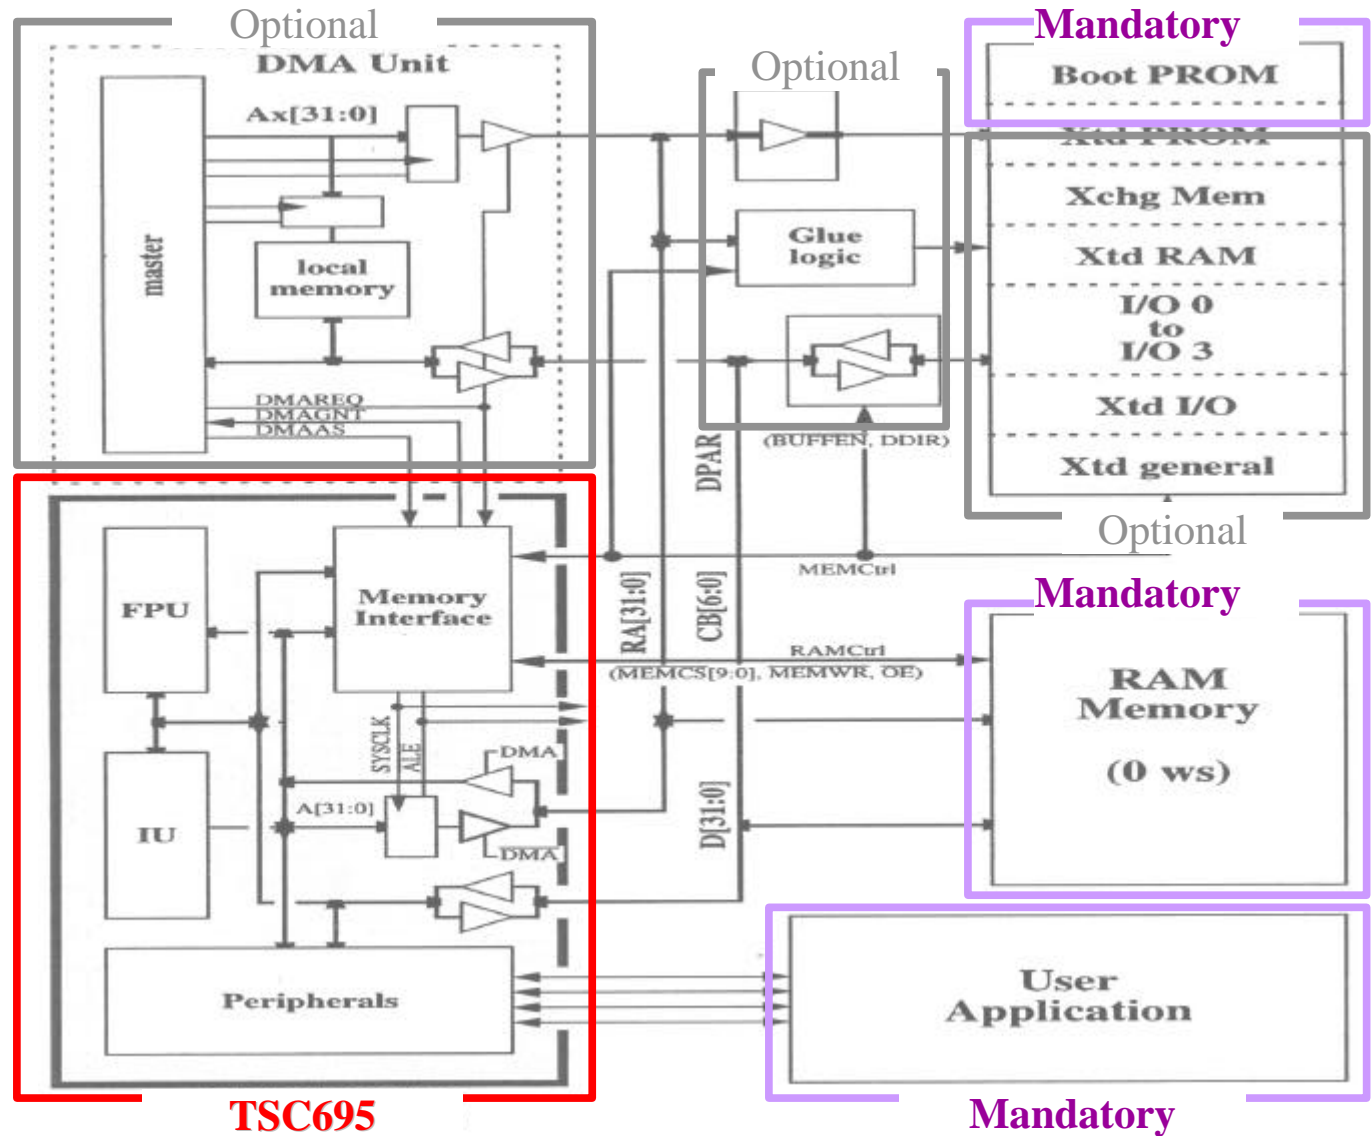 Optional
DMA Unit
Ax[31:0]
master
local
memory
DMAREQ
DMAGNT
DMAAS
Optional
Glue
logic
(BUFFEN, DDIR)
Mandatory
Boot PROM
Xtd PROM
Xchg Mem
Xtd RAM
I/O 0
to
I/O 3
Xtd I/O
Xtd general
Optional
DPAR
RA[31:0]
CB[6:0]
D[31:0]
MEMCtrl
RAMCtrl
(MEMCS[9:0], MEMWR, OE)
FPU
Memory
Interface
SYSCLK
ALE
DMA
A[31:0]
IU
DMA
Peripherals
TSC695
Mandatory
RAM
Memory
(0 ws)
User
Application
Mandatory